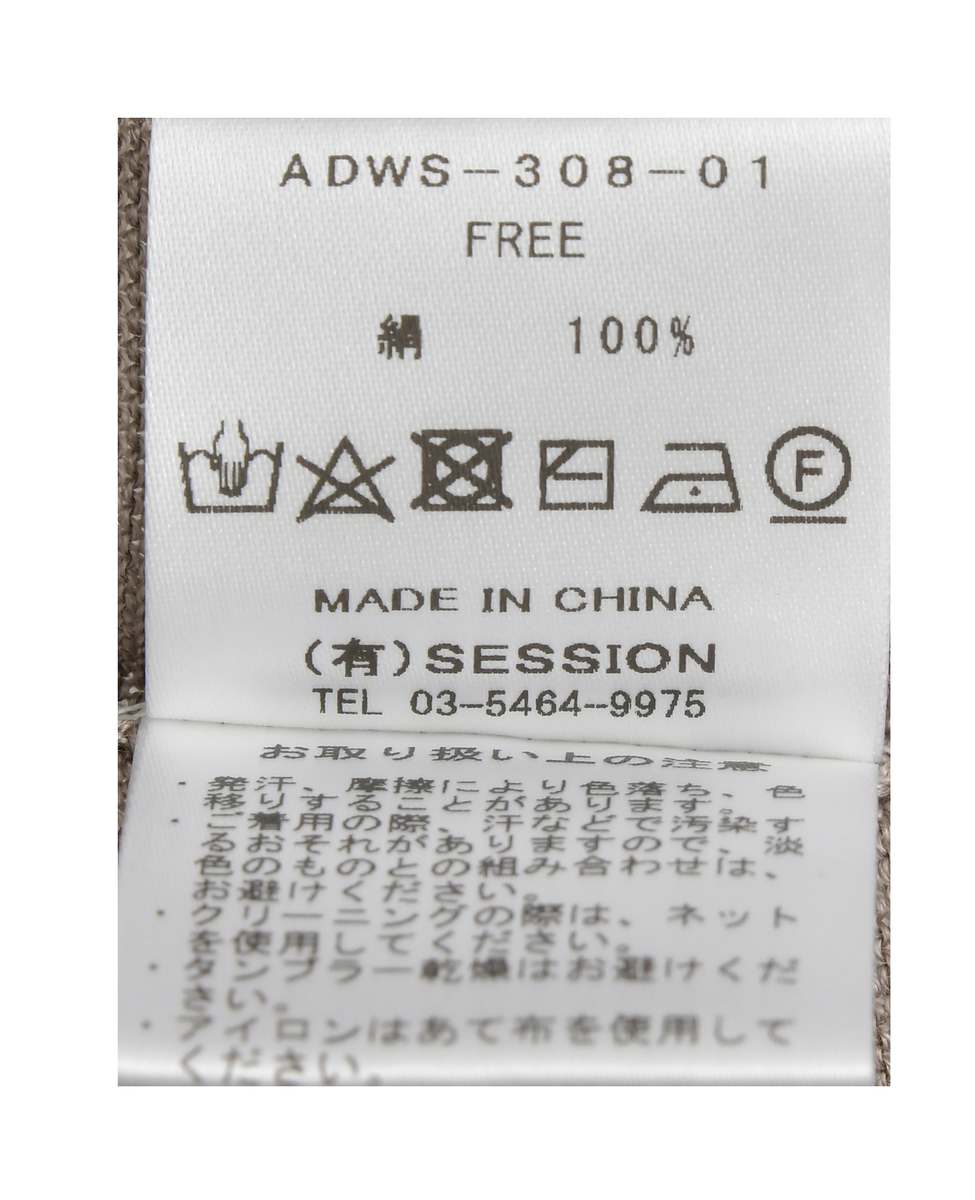 ADWS-308-01
FREE
絹 100%
F
MADE IN CHINA
(有)SESSION
TEL 03-5464-9975
お取り扱い上の注意
・発汗、摩擦により色落ち、色
移りすることがあります。
・ご着用の際、汗などで汚染す
るおそれがありますので、淡
色のものとの組み合わせは、
お避けください。
・クリーニングの際は、ネット
を使用してください。
・タンブラー乾燥はお避けくだ
さい。
・アイロンはあて布を使用して
ください。